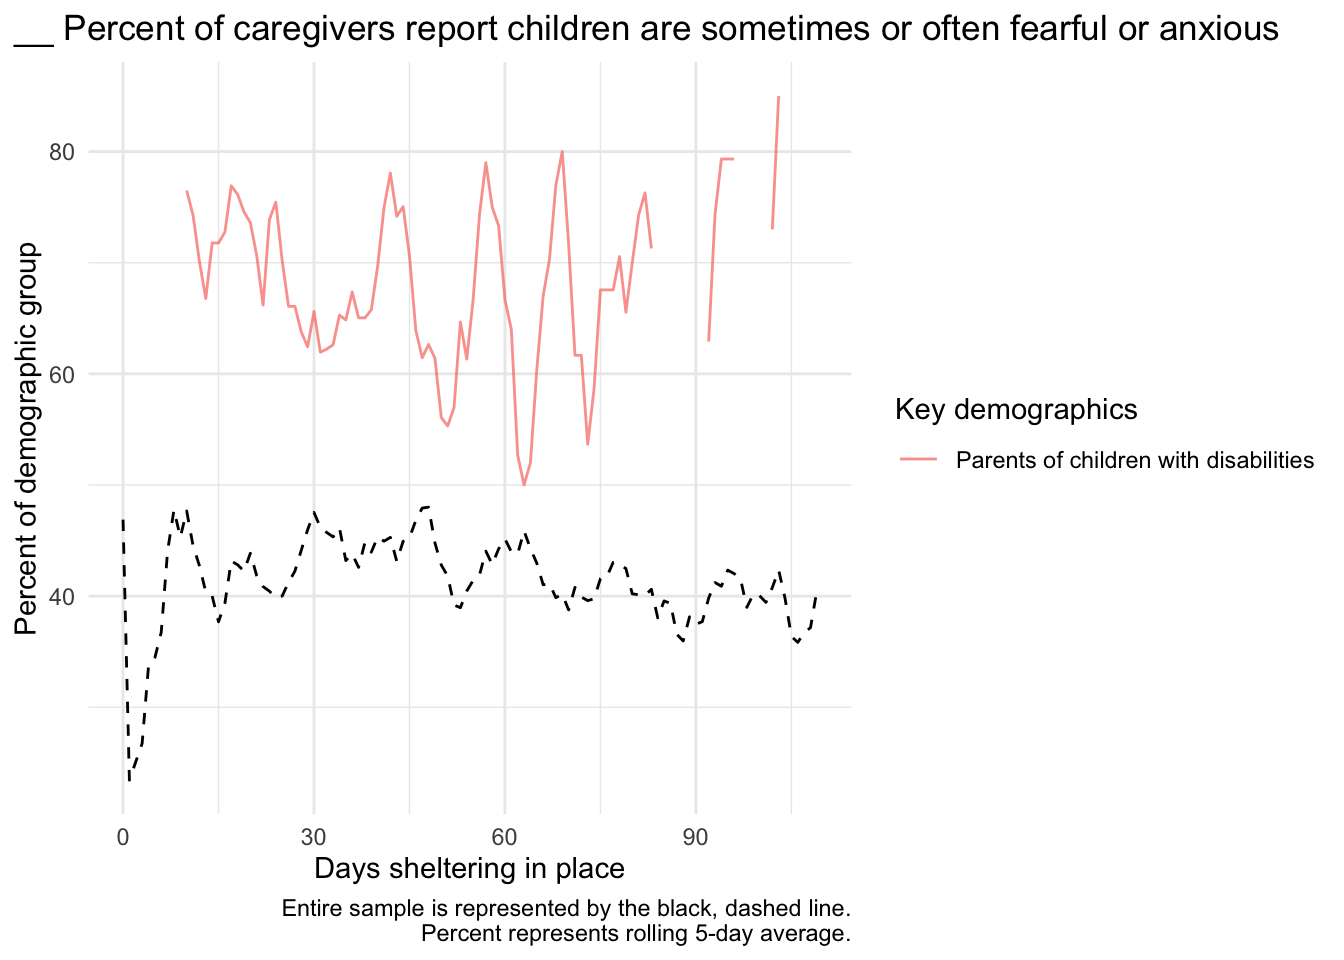 __ Percent of caregivers report children are sometimes or often fearful or anxious
Percent of demographic group
80
60
40
0 30 60 90
Days sheltering in place
Key demographics
Parents of children with disabilities
Entire sample is represented by the black, dashed line.
Percent represents rolling 5-day average.